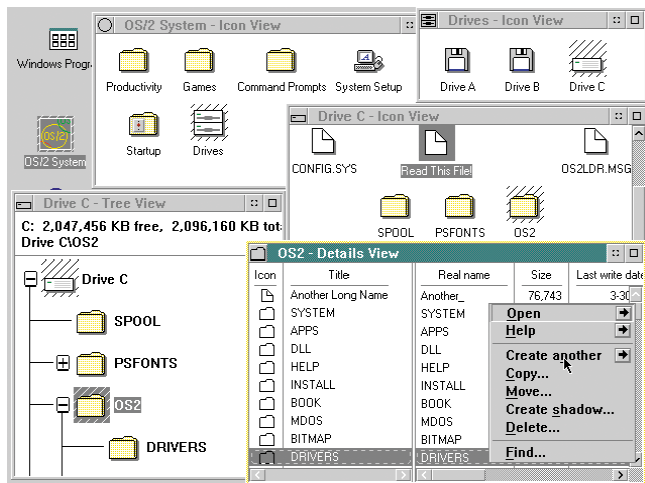 OS/2 System - Icon View
Drives - Icon View
Windows Progr
Productivity
Games
Command Prompts
System Setup
Drive A
Drive B
Drive C
OS/2
OS/2 System
Startup
Drives
Drive C - Icon View
CONFIG.SYS
Read This File!
OS2LDR.MSG
SPOOL
PSFONTS
OS2
Drive C - Tree View
C: 2,047,456 KB free, 2,096,160 KB tot
Drive C\OS2
Drive C
SPOOL
PSFONTS
OS2
DRIVERS
OS2 - Details View
Icon Title Real name Size Last write date
Another Long Name Another_ 76,743 3-30
SYSTEM SYSTEM
APPS APPS
DLL DLL
HELP HELP
INSTALL INSTALL
BOOK BOOK
MDOS MDOS
BITMAP BITMAP
DRIVERS DRIVERS
Open
Help
Create another
Copy...
Move...
Create shadow...
Delete...
Find...